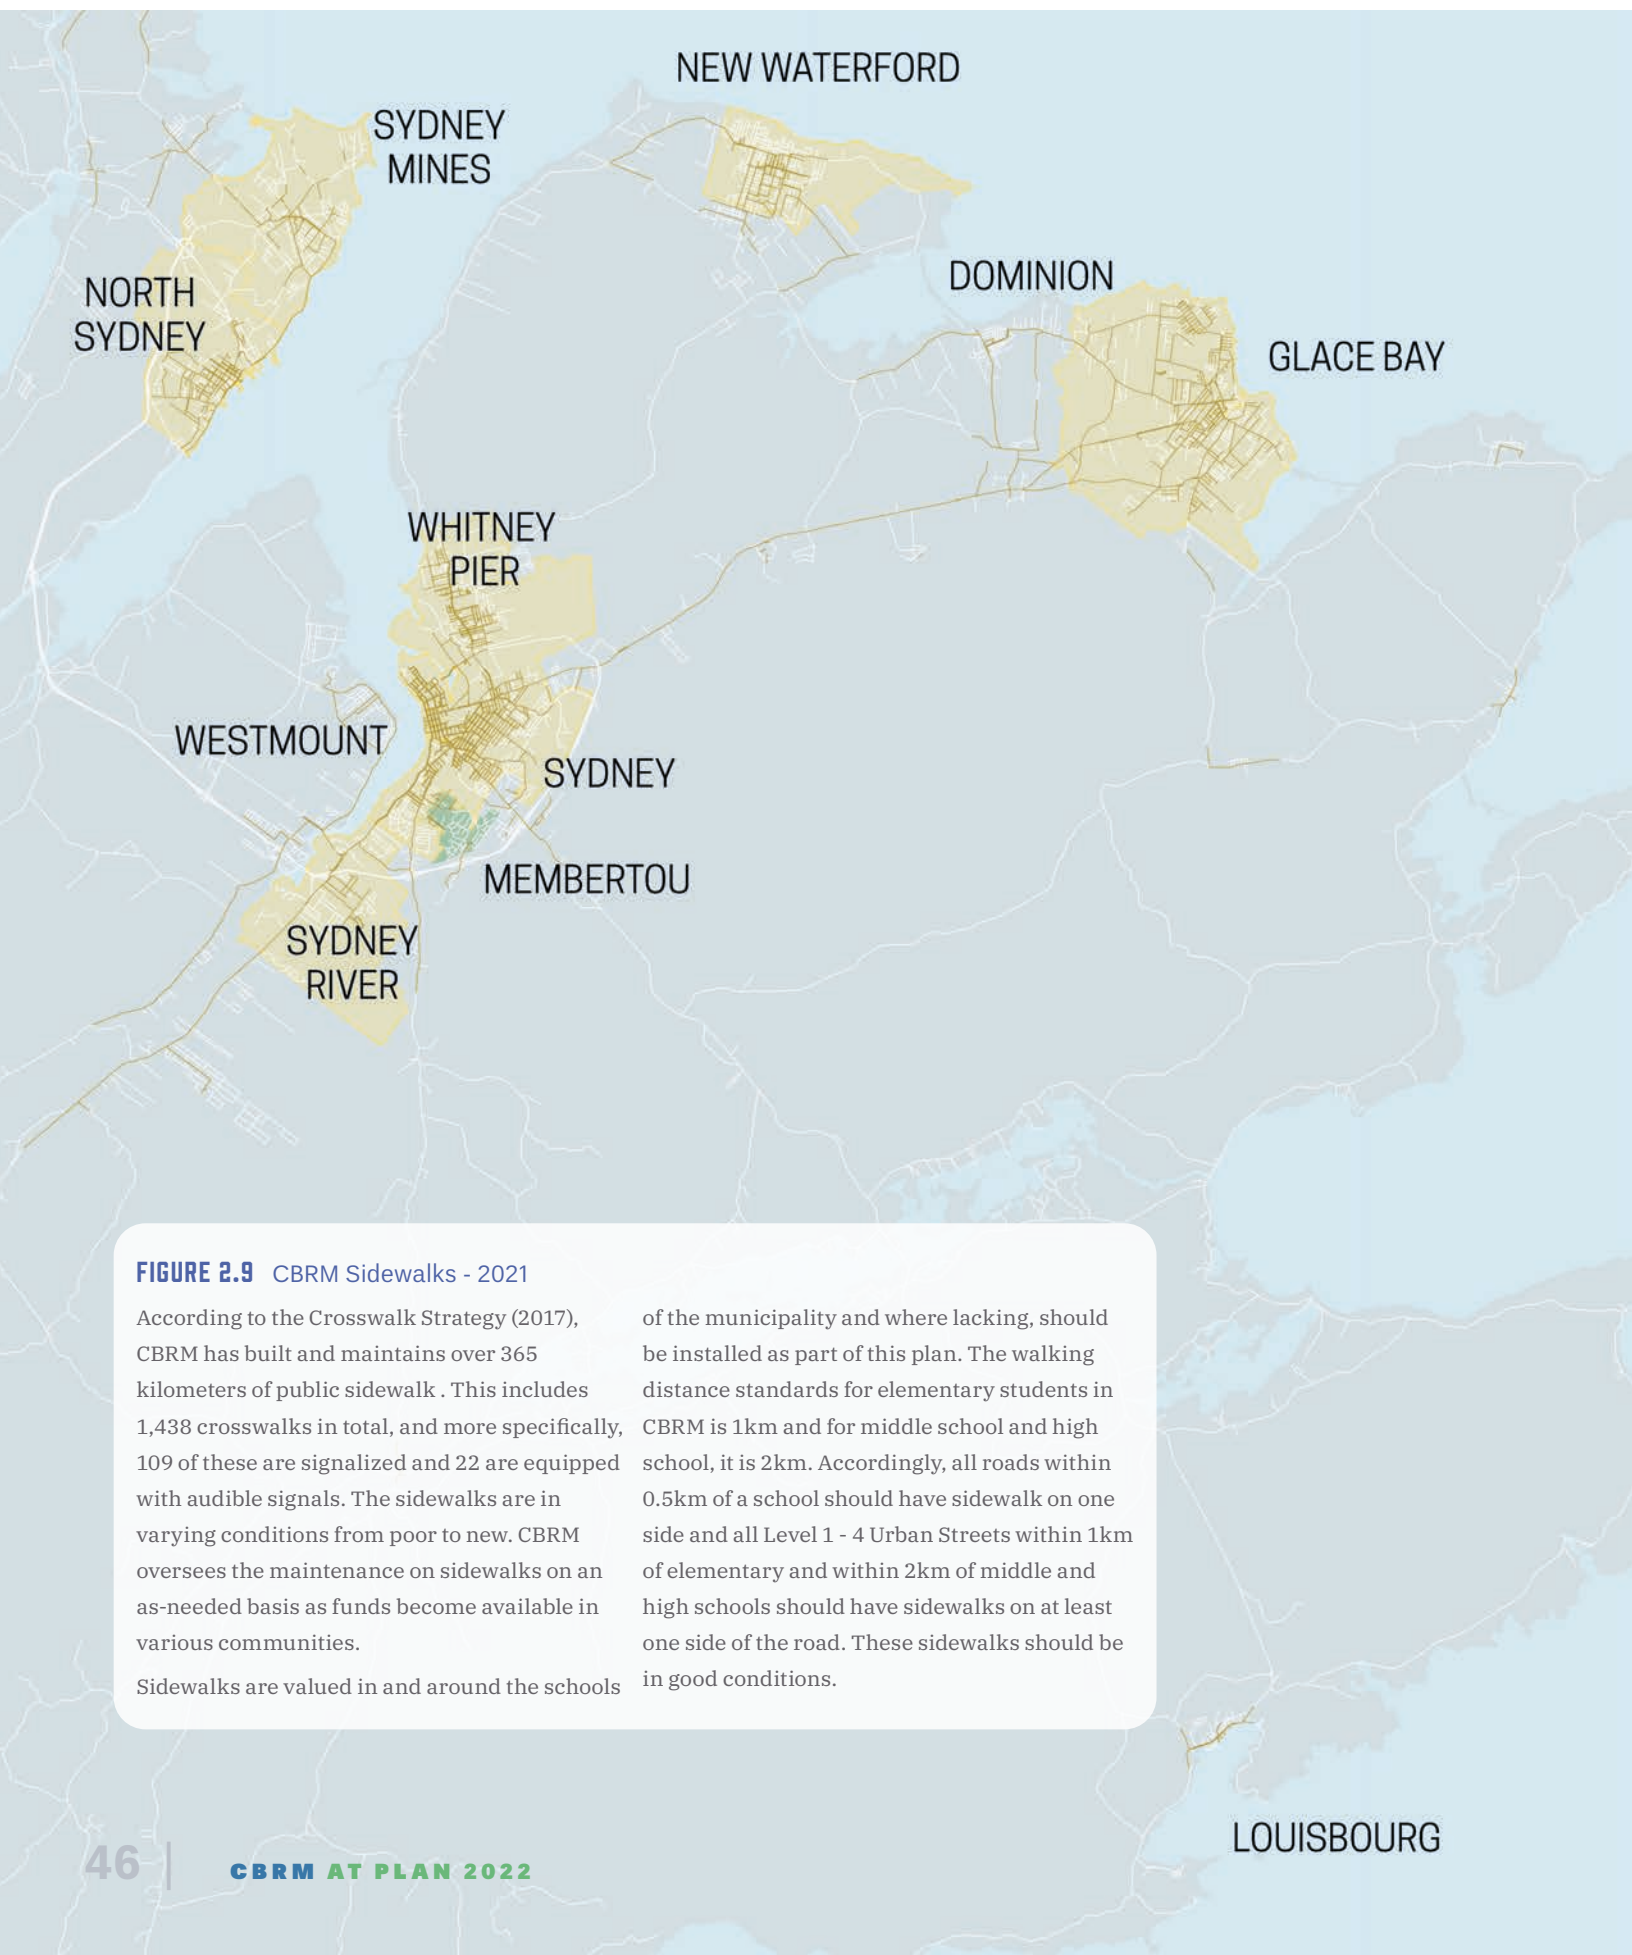 NEW WATERFORD
SYDNEY
MINES
NORTH
SYDNEY
DOMINION
GLACE BAY
WHITNEY
PIER
WESTMOUNT
SYDNEY
MEMBERTOU
SYDNEY
RIVER
FIGURE 2.9 CBRM Sidewalks - 2021
According to the Crosswalk Strategy (2017),
CBRM has built and maintains over 365
kilometers of public sidewalk . This includes
1,438 crosswalks in total, and more specifically,
109 of these are signalized and 22 are equipped
with audible signals. The sidewalks are in
varying conditions from poor to new. CBRM
oversees the maintenance on sidewalks on an
as-needed basis as funds become available in
various communities.
Sidewalks are valued in and around the schools
of the municipality and where lacking, should
be installed as part of this plan. The walking
distance standards for elementary students in
CBRM is 1km and for middle school and high
school, it is 2km. Accordingly, all roads within
0.5km of a school should have sidewalk on one
side and all Level 1 - 4 Urban Streets within 1km
of elementary and within 2km of middle and
high schools should have sidewalks on at least
one side of the road. These sidewalks should be
in good conditions.
LOUISBOURG
46 | CBRM AT PLAN 2022